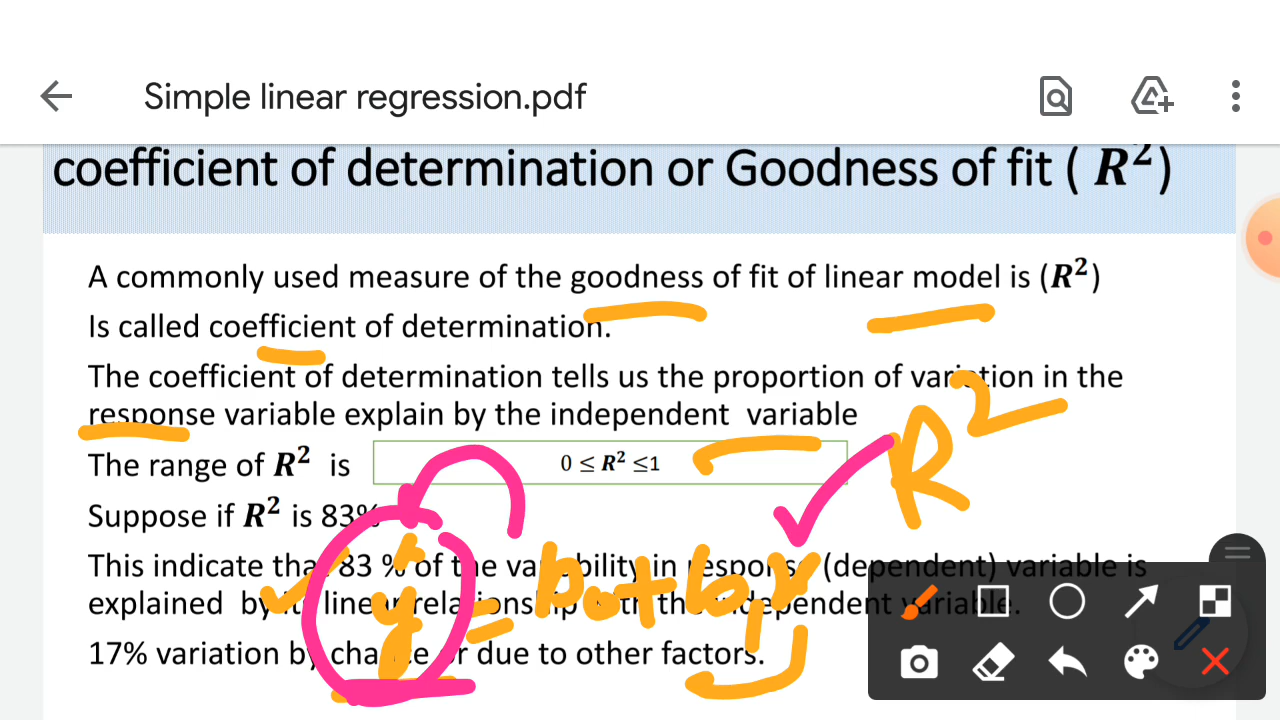 Simple linear regression.pdf
coefficient of determination or Goodness of fit ( R²)
A commonly used measure of the goodness of fit of linear model is (R²)
Is called coefficient of determination.
The coefficient of determination tells us the proportion of variation in the
response variable explain by the independent variable
R²
The range of R² is 0 ≤ R² ≤1
Suppose if R² is 83%
This indicate that 83 % of the variability in response (dependent) variable is
explained by its linear relationship with the independent variable.
ŷ = b₀+b₁x
17% variation by chance or due to other factors.